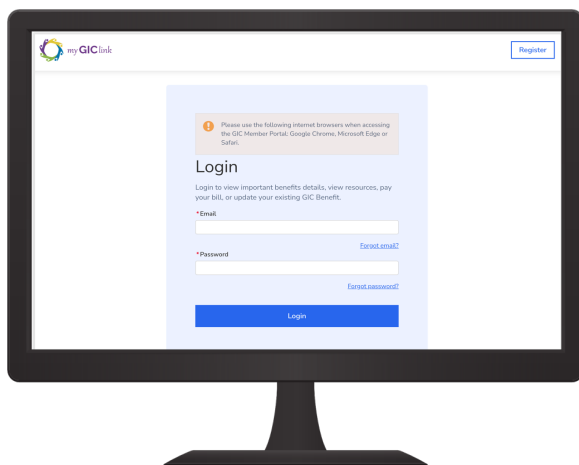 my GIC link
Register
Please use the following internet browsers when accessing
the GIC Member Portal: Google Chrome, Microsoft Edge or
Safari.
Login
Login to view important benefits details, view resources, pay
your bill, or update your existing GIC Benefit.
*Email
Forgot email?
*Password
Forgot password?
Login